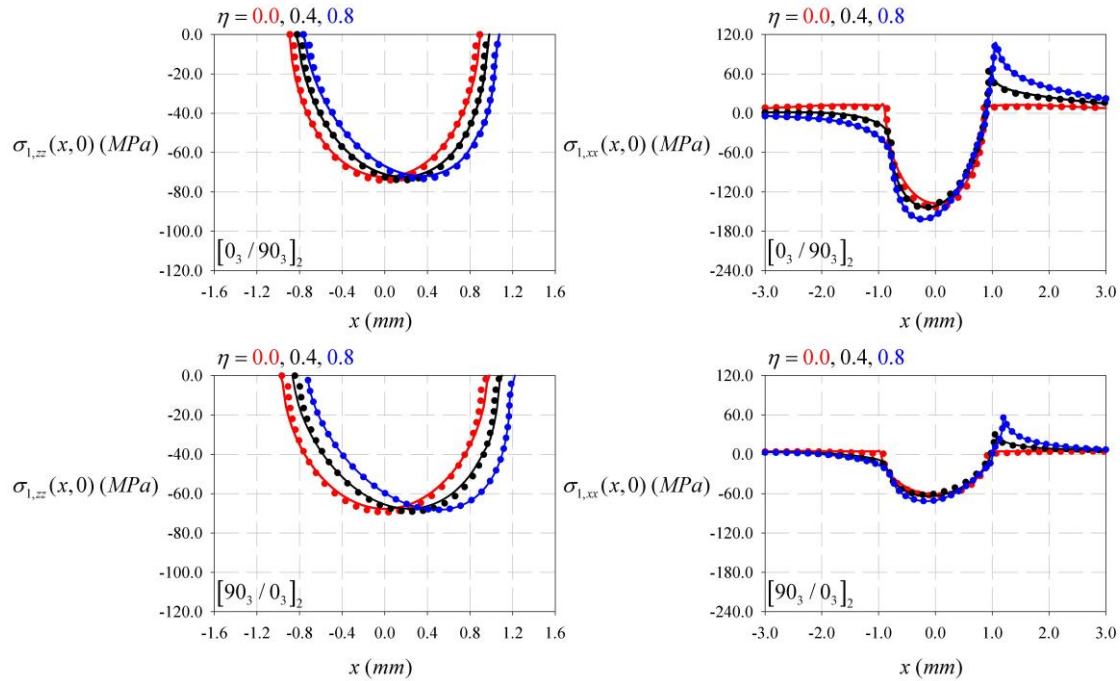 η = 0.0, 0.4, 0.8
0.0
-20.0
-40.0
σ₁,zz(x,0) (MPa)
-60.0
-80.0
-100.0
[0₃ / 90₃]₂
-120.0
-1.6 -1.2 -0.8 -0.4 0.0 0.4 0.8 1.2 1.6
x (mm)
η = 0.0, 0.4, 0.8
120.0
60.0
0.0
σ₁,xx(x,0) (MPa)
-60.0
-120.0
-180.0
[0₃ / 90₃]₂
-240.0
-3.0 -2.0 -1.0 0.0 1.0 2.0 3.0
x (mm)
η = 0.0, 0.4, 0.8
0.0
-20.0
-40.0
σ₁,zz(x,0) (MPa)
-60.0
-80.0
-100.0
[90₃ / 0₃]₂
-120.0
-1.6 -1.2 -0.8 -0.4 0.0 0.4 0.8 1.2 1.6
x (mm)
η = 0.0, 0.4, 0.8
120.0
60.0
0.0
σ₁,xx(x,0) (MPa)
-60.0
-120.0
-180.0
[90₃ / 0₃]₂
-240.0
-3.0 -2.0 -1.0 0.0 1.0 2.0 3.0
x (mm)